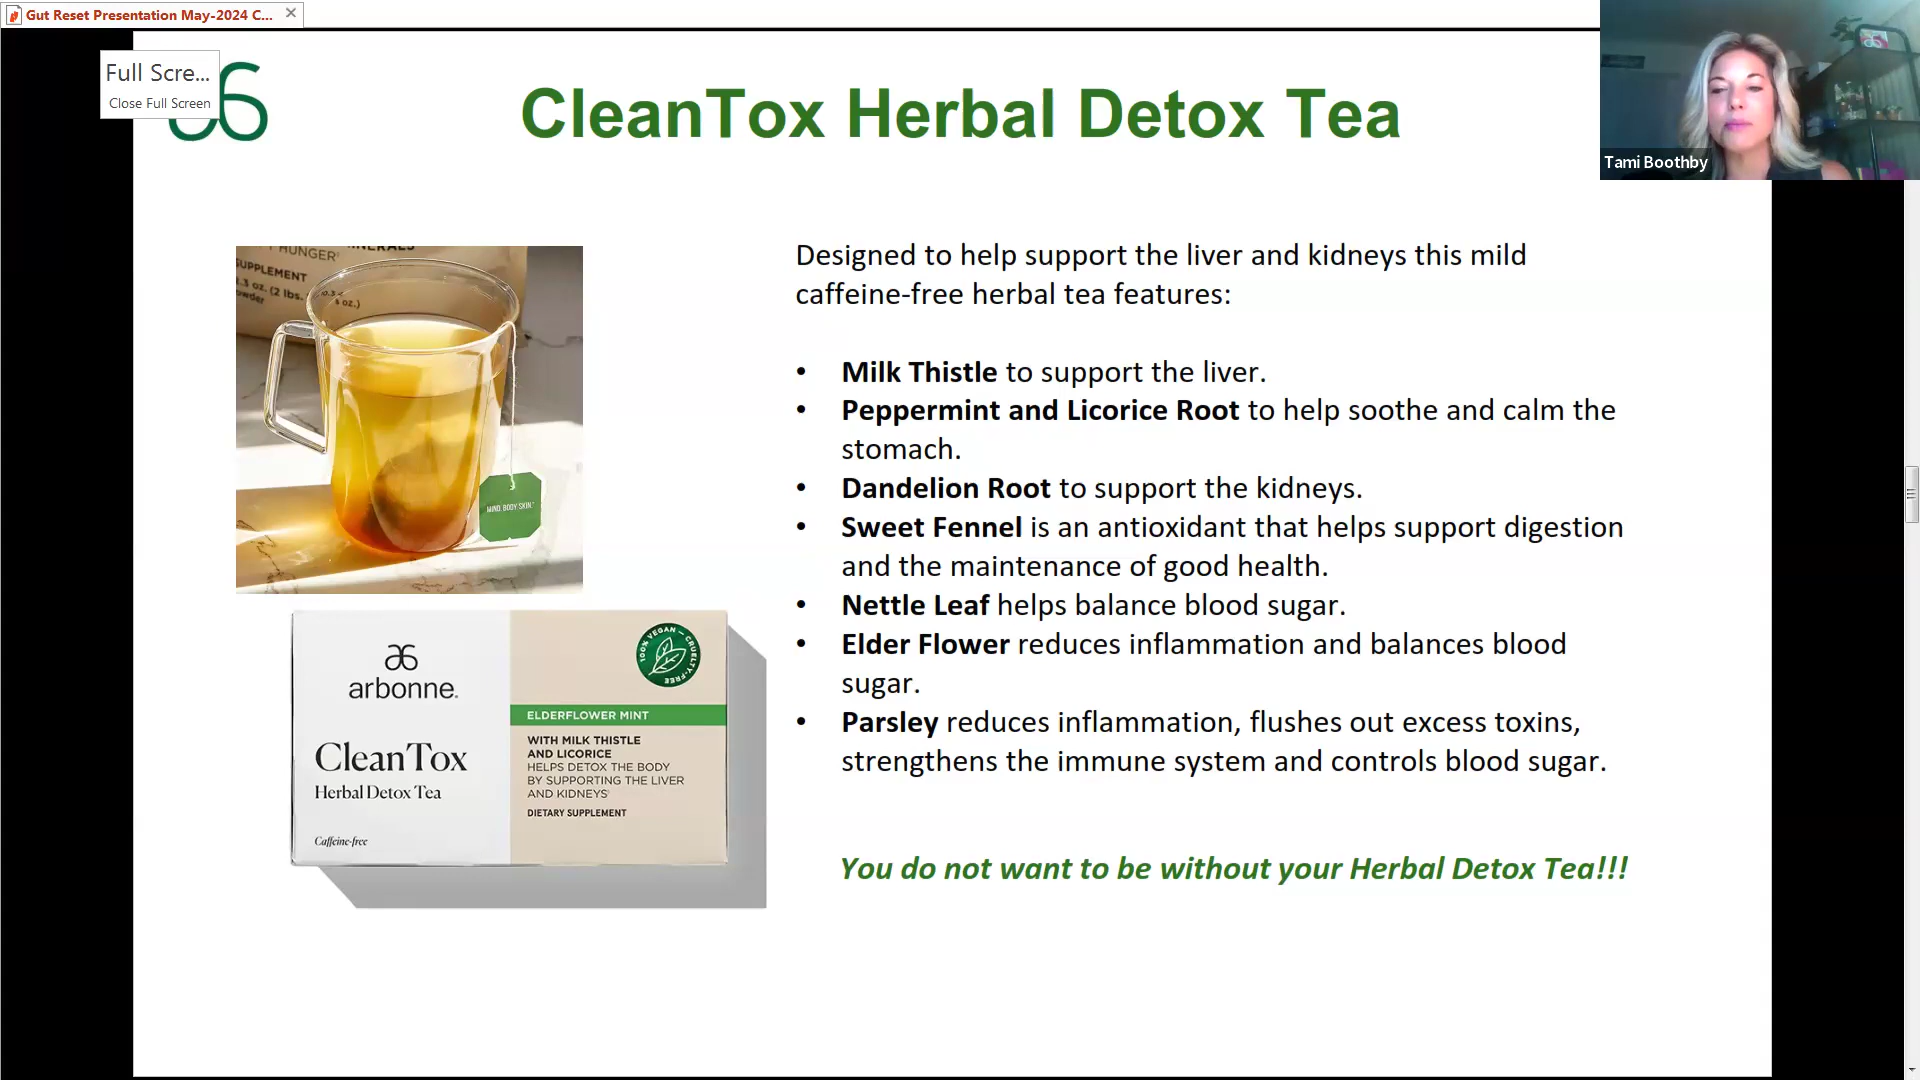 Gut Reset Presentation May-2024 C...
Full Scre...
Close Full Screen
CleanTox Herbal Detox Tea
Tami Boothby
HUNGER
SUPPLEMENT
(2 lbs.
oz.)
MIND. BODY. SKIN.
Designed to help support the liver and kidneys this mild
caffeine-free herbal tea features:
• Milk Thistle to support the liver.
• Peppermint and Licorice Root to help soothe and calm the
stomach.
• Dandelion Root to support the kidneys.
• Sweet Fennel is an antioxidant that helps support digestion
and the maintenance of good health.
• Nettle Leaf helps balance blood sugar.
• Elder Flower reduces inflammation and balances blood
sugar.
• Parsley reduces inflammation, flushes out excess toxins,
strengthens the immune system and controls blood sugar.
You do not want to be without your Herbal Detox Tea!!!
arbonne.
CleanTox
Herbal Detox Tea
Caffeine-free
100% VEGAN — CRUELTY-FREE
ELDERFLOWER MINT
WITH MILK THISTLE
AND LICORICE
HELPS DETOX THE BODY
BY SUPPORTING THE LIVER
AND KIDNEYS
DIETARY SUPPLEMENT